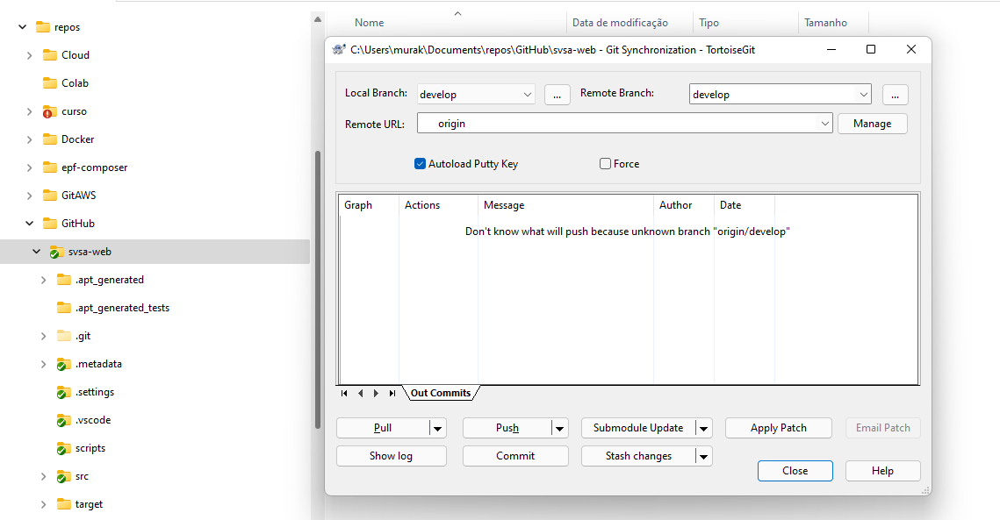 repos
Cloud
Colab
curso
Docker
epf-composer
GitAWS
GitHub
svsa-web
.apt_generated
.apt_generated_tests
.git
.metadata
.settings
.vscode
scripts
src
target
Nome Data de modificação Tipo Tamanho
C:\Users\murak\Documents\repos\GitHub\svsa-web - Git Synchronization - TortoiseGit
Local Branch: develop ... Remote Branch: develop ...
Remote URL: origin Manage
Autoload Putty Key Force
Graph Actions Message Author Date
Don't know what will push because unknown branch "origin/develop"
Out Commits
Pull Push Submodule Update Apply Patch Email Patch
Show log Commit Stash changes
Close Help